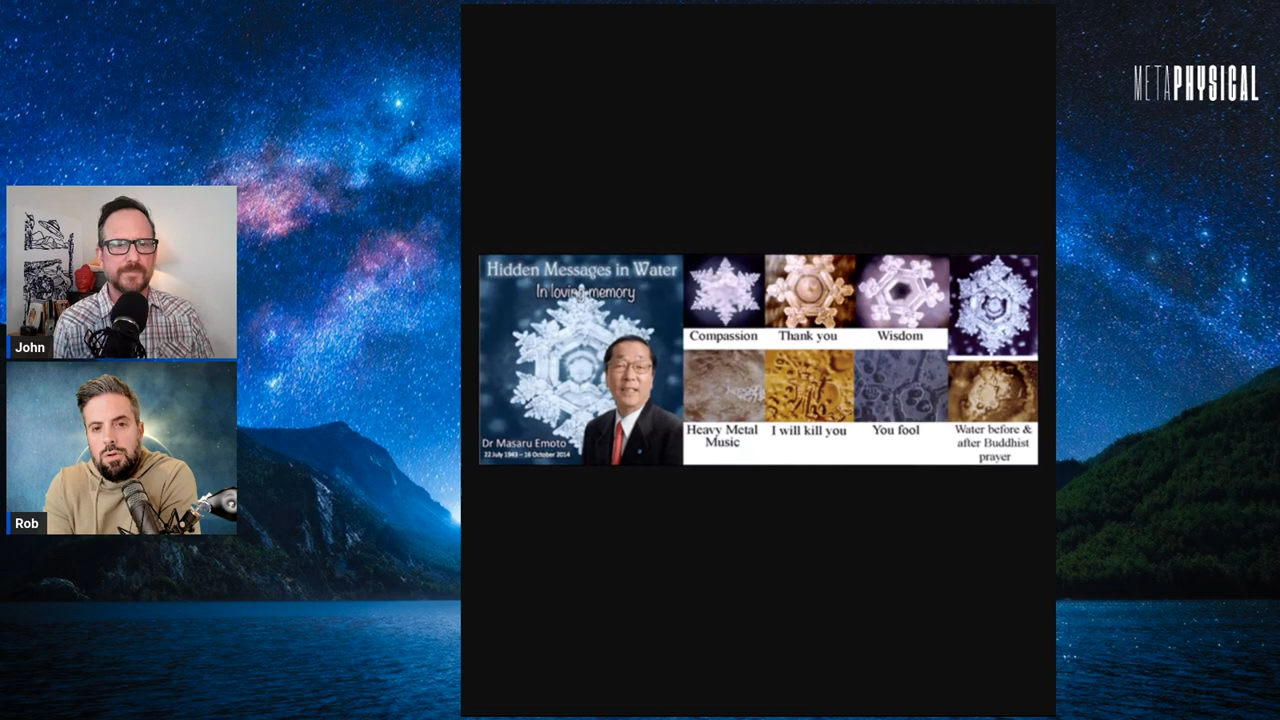 METAPHYSICAL
John
Rob
Hidden Messages in Water
In loving memory
Dr Masaru Emoto
22 July 1943 – 16 October 2014
Compassion
Thank you
Wisdom
Heavy Metal
Music
I will kill you
You fool
Water before &
after Buddhist
prayer